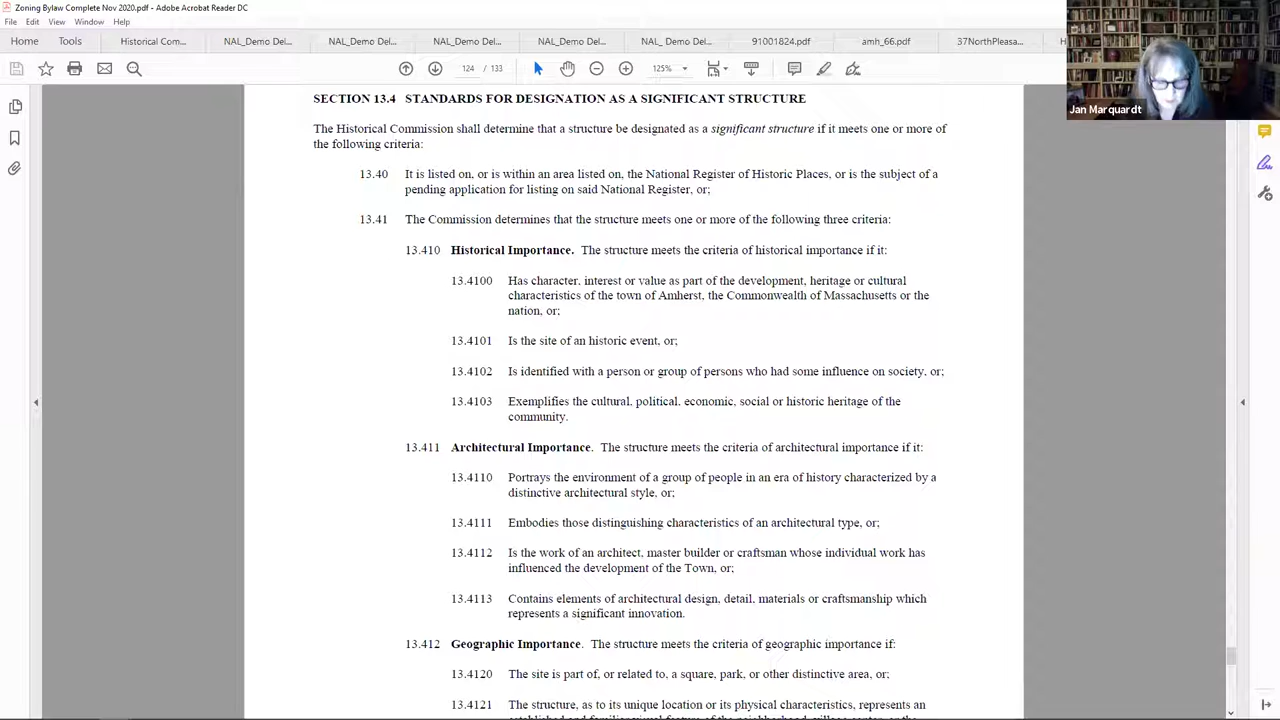 Zoning Bylaw Complete Nov 2020.pdf - Adobe Acrobat Reader DC
File Edit View Window Help
Home Tools Historical Com... NAL_Demo Del... NAL_Demo Del... NAL_Demo Del... NAL_Demo Del... NAL_ Demo Del... 91001824.pdf amh_66.pdf 37NorthPleasa...
124 / 133 125%
Jan Marquardt
SECTION 13.4 STANDARDS FOR DESIGNATION AS A SIGNIFICANT STRUCTURE
The Historical Commission shall determine that a structure be designated as a significant structure if it meets one or more of
the following criteria:
13.40 It is listed on, or is within an area listed on, the National Register of Historic Places, or is the subject of a
pending application for listing on said National Register, or;
13.41 The Commission determines that the structure meets one or more of the following three criteria:
13.410 Historical Importance. The structure meets the criteria of historical importance if it:
13.4100 Has character, interest or value as part of the development, heritage or cultural
characteristics of the town of Amherst, the Commonwealth of Massachusetts or the
nation, or;
13.4101 Is the site of an historic event, or;
13.4102 Is identified with a person or group of persons who had some influence on society, or;
13.4103 Exemplifies the cultural, political, economic, social or historic heritage of the
community.
13.411 Architectural Importance. The structure meets the criteria of architectural importance if it:
13.4110 Portrays the environment of a group of people in an era of history characterized by a
distinctive architectural style, or;
13.4111 Embodies those distinguishing characteristics of an architectural type, or;
13.4112 Is the work of an architect, master builder or craftsman whose individual work has
influenced the development of the Town, or;
13.4113 Contains elements of architectural design, detail, materials or craftsmanship which
represents a significant innovation.
13.412 Geographic Importance. The structure meets the criteria of geographic importance if:
13.4120 The site is part of, or related to, a square, park, or other distinctive area, or;
13.4121 The structure, as to its unique location or its physical characteristics, represents an